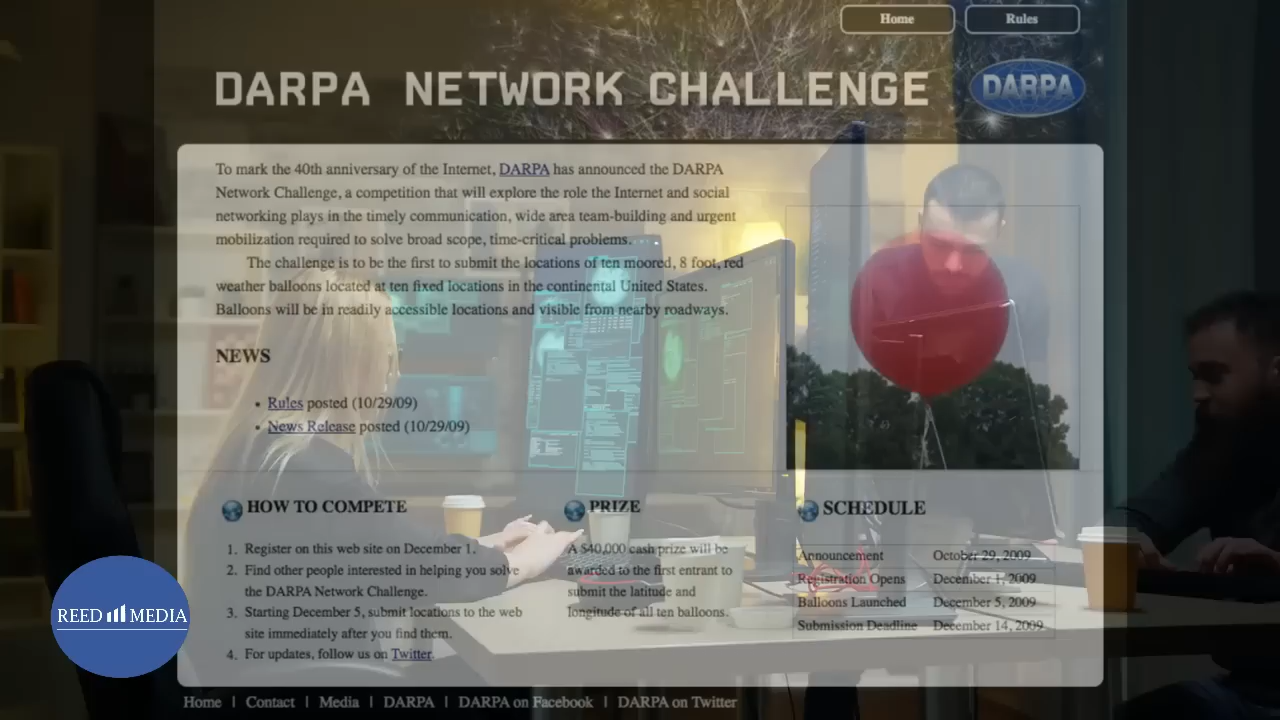 Home Rules
DARPA NETWORK CHALLENGE DARPA
To mark the 40th anniversary of the Internet, DARPA has announced the DARPA
Network Challenge, a competition that will explore the role the Internet and social
networking plays in the timely communication, wide area team-building and urgent
mobilization required to solve broad scope, time-critical problems.
The challenge is to be the first to submit the locations of ten moored, 8 foot, red
weather balloons located at ten fixed locations in the continental United States.
Balloons will be in readily accessible locations and visible from nearby roadways.
NEWS
• Rules posted (10/29/09)
• News Release posted (10/29/09)
HOW TO COMPETE
1. Register on this web site on December 1.
2. Find other people interested in helping you solve
the DARPA Network Challenge.
3. Starting December 5, submit locations to the web
site immediately after you find them.
4. For updates, follow us on Twitter.
PRIZE
A $40,000 cash prize will be
awarded to the first entrant to
submit the latitude and
longitude of all ten balloons.
SCHEDULE
Announcement October 29, 2009
Registration Opens December 1, 2009
Balloons Launched December 5, 2009
Submission Deadline December 14, 2009
REED MEDIA
Home | Contact | Media | DARPA | DARPA on Facebook | DARPA on Twitter